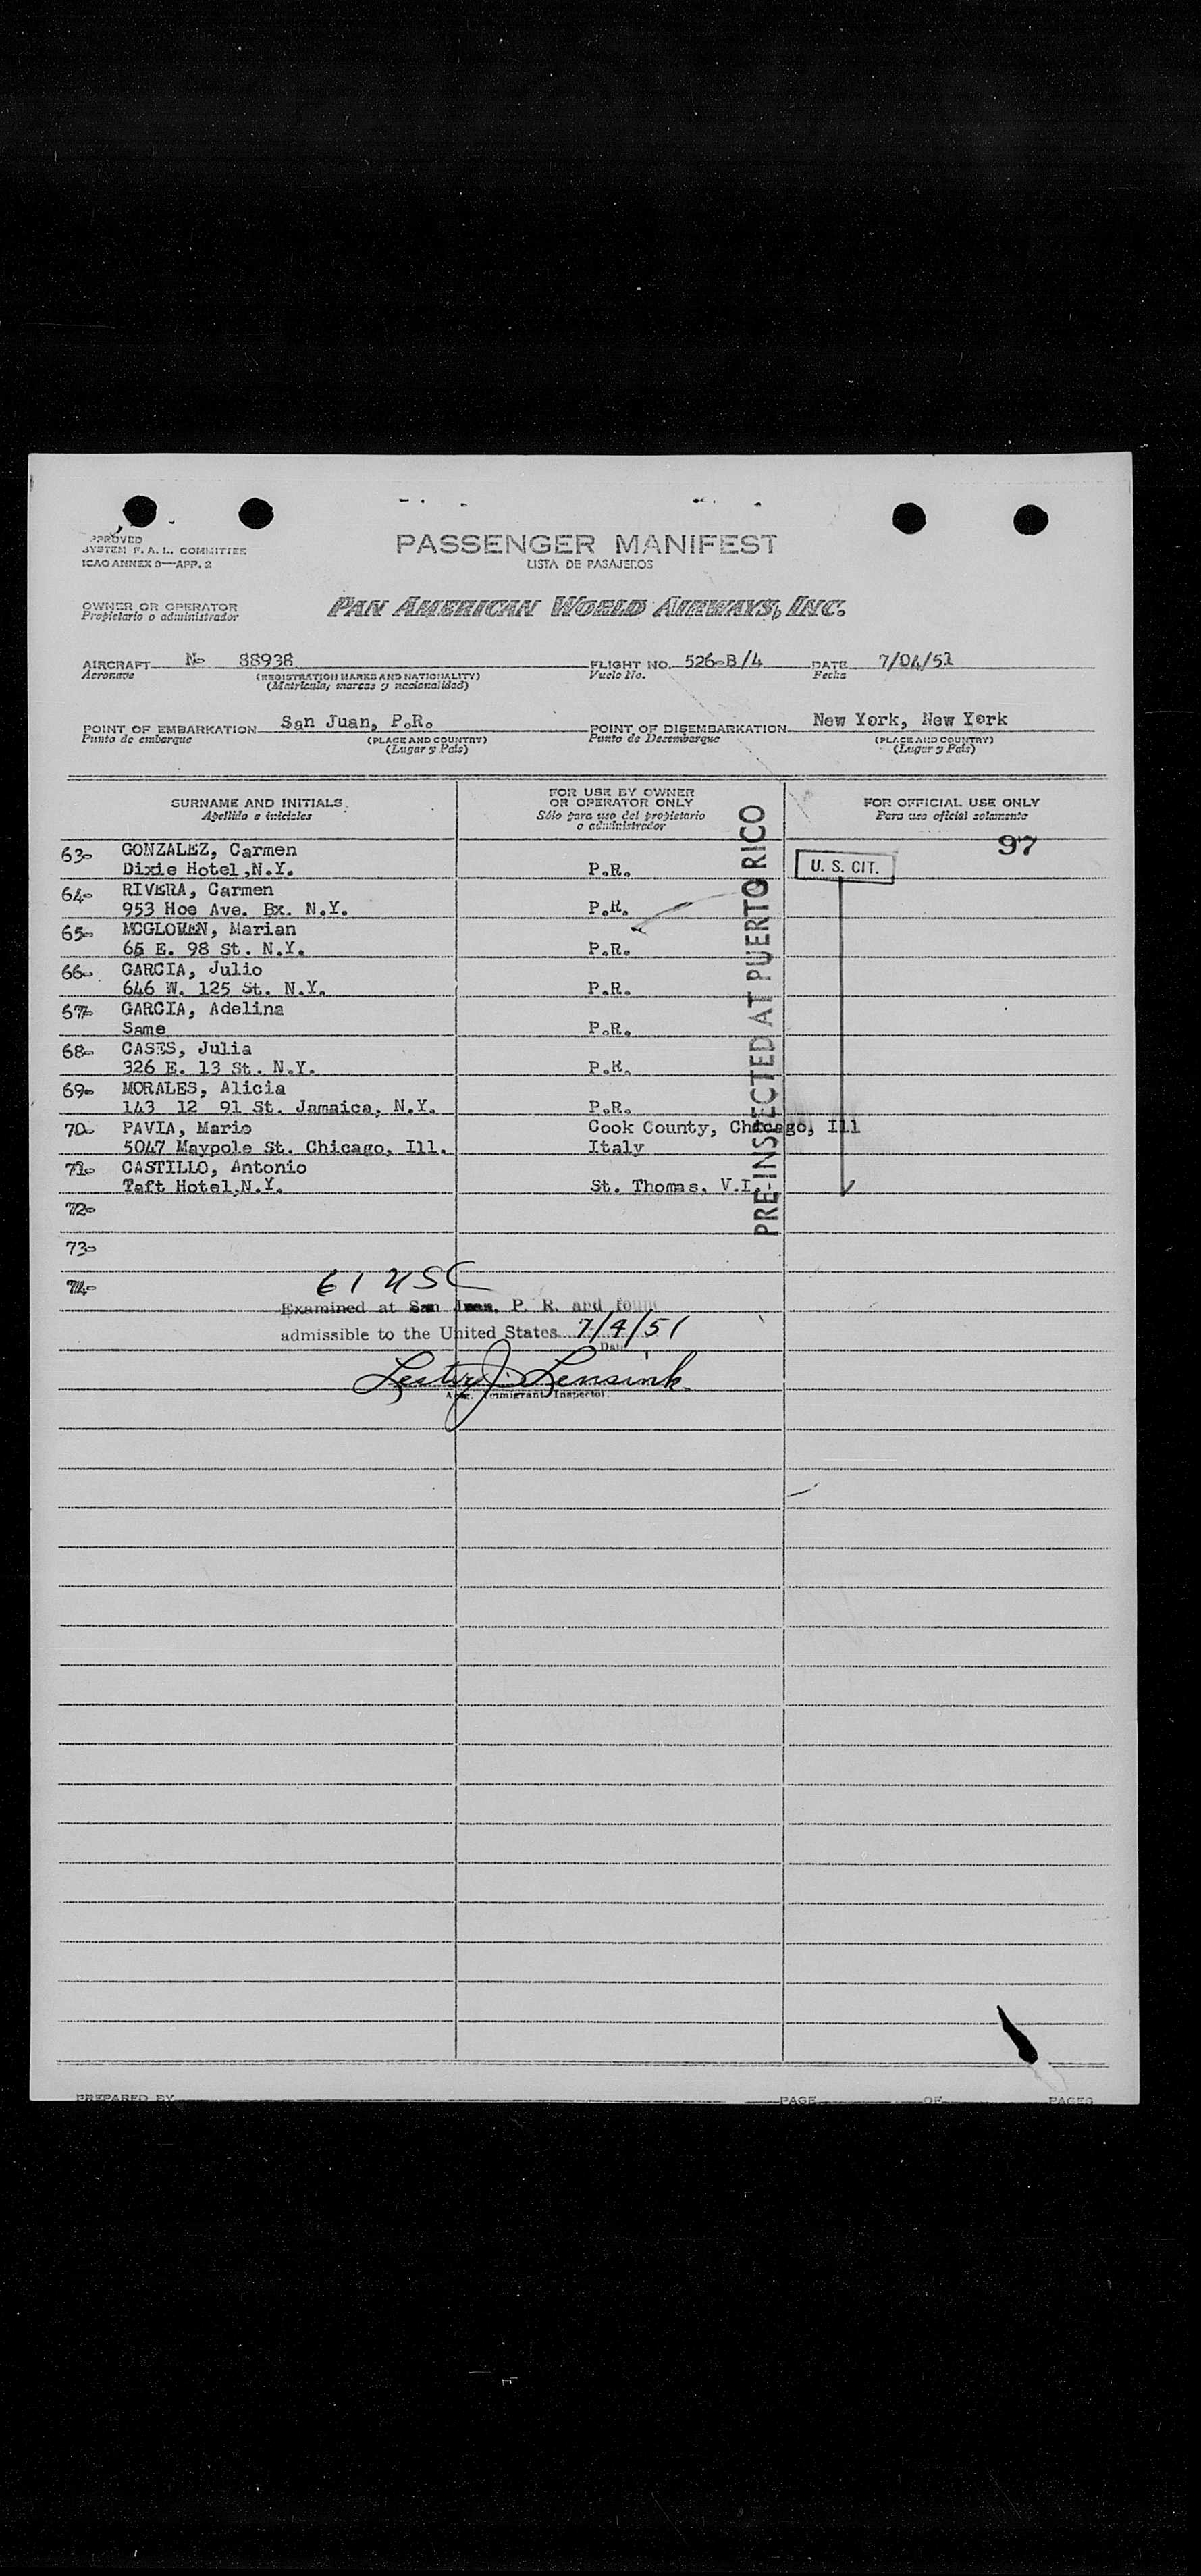 APPROVED
SYSTEM F. A. L. COMMITTEE
ICAO ANNEX 9—APP. 2
PASSENGER MANIFEST
LISTA DE PASAJEROS
OWNER OR OPERATOR
Propietario o administrador
PAN AMERICAN WORLD AIRWAYS, INC.
AIRCRAFT N- 88938 FLIGHT NO. 526-B/4 DATE 7/04/51
Aeronave (REGISTRATION MARKS AND NATIONALITY) Vuelo No. Fecha
(Matrícula, marcas y nacionalidad)
POINT OF EMBARKATION San Juan, P.R. POINT OF DISEMBARKATION New York, New York
Punto de embarque (PLACE AND COUNTRY) Punto de Desembarque (PLACE AND COUNTRY)
(Lugar y País) (Lugar y País)
SURNAME AND INITIALS FOR USE BY OWNER OR OPERATOR ONLY FOR OFFICIAL USE ONLY
Apellido e iniciales Sólo para uso del propietario o administrador Para uso oficial solamente
97
63- GONZALEZ, Carmen
Dixie Hotel,N.Y. P.R. U. S. CIT.
64- RIVERA, Carmen
953 Hoe Ave. Bx. N.Y. P.R.
65- MCGLOWEN, Marian
65 E. 98 St. N.Y. P.R.
66- GARCIA, Julio
646 W. 125 St. N.Y. P.R.
67- GARCIA, Adelina
Same P.R.
68- CASES, Julia
326 E. 13 St. N.Y. P.R.
69- MORALES, Alicia
143 12 91 St. Jamaica, N.Y. P.R.
70- PAVIA, Mario Cook County, Chicago, Ill
5047 Maypole St. Chicago, Ill. Italy
71- CASTILLO, Antonio
Taft Hotel,N.Y. St. Thomas, V.I.
PRE-INSPECTED AT PUERTO RICO
72-
73-
74-
61 USC
Examined at San Juan, P. R. and found
admissible to the United States 7/4/51
Date
Lester J. Lensink
Immigrant Inspector.
PREPARED BY PAGE OF PAGES